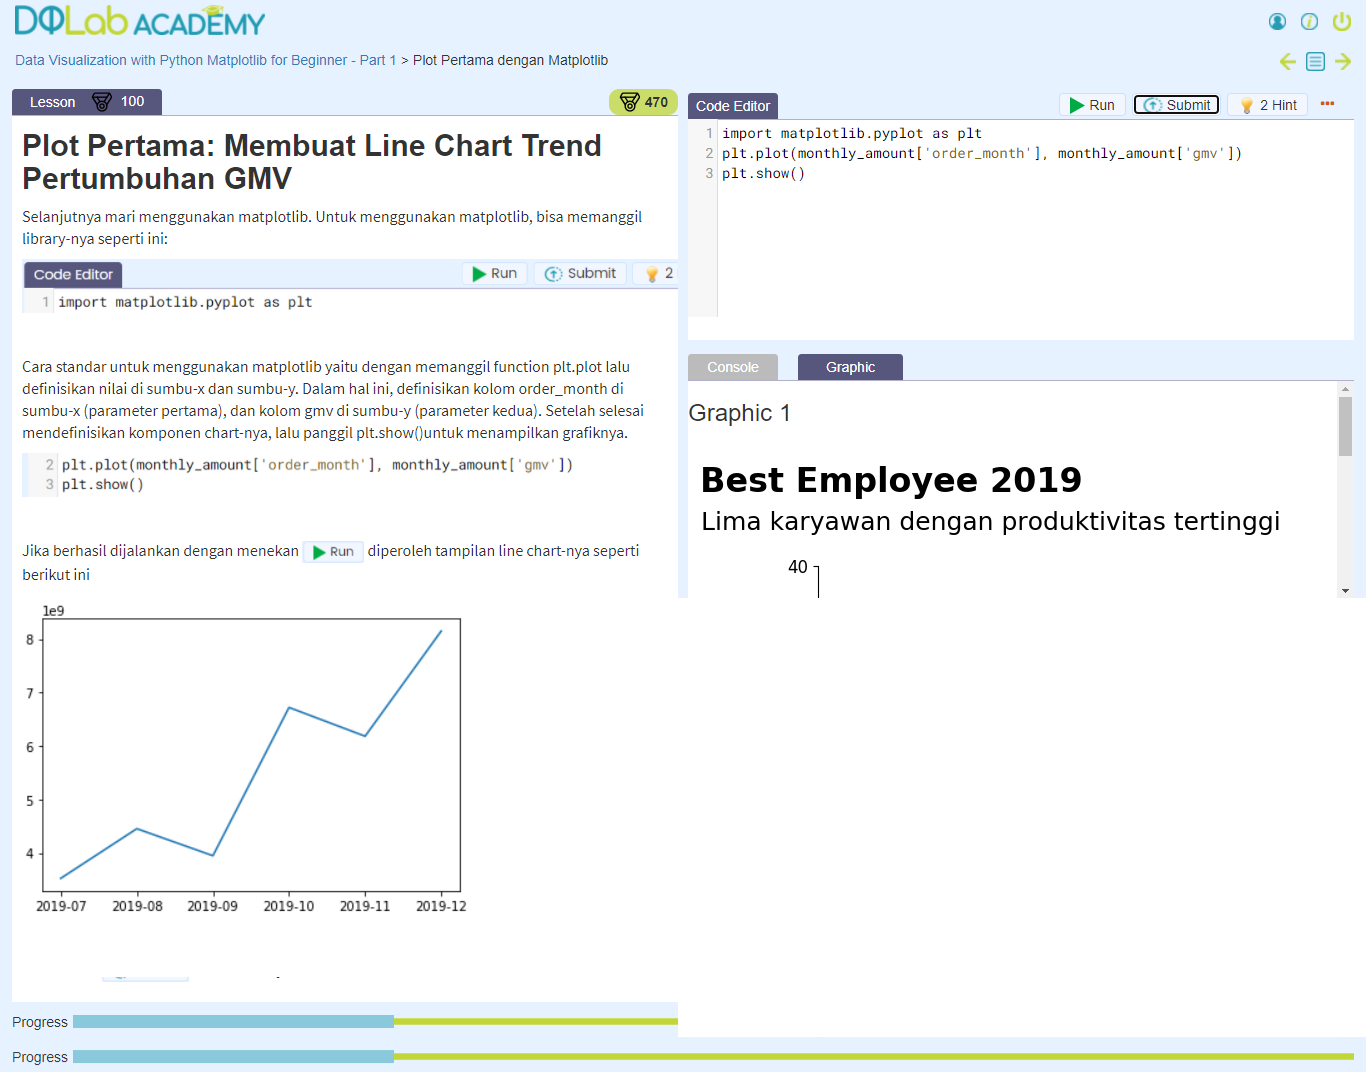 DQLab ACADEMY
Data Visualization with Python Matplotlib for Beginner - Part 1 > Plot Pertama dengan Matplotlib
Lesson 100
470
Plot Pertama: Membuat Line Chart Trend
Pertumbuhan GMV
Selanjutnya mari menggunakan matplotlib. Untuk menggunakan matplotlib, bisa memanggil
library-nya seperti ini:
Code Editor Run Submit 2
1 import matplotlib.pyplot as plt
Cara standar untuk menggunakan matplotlib yaitu dengan memanggil function plt.plot lalu
definisikan nilai di sumbu-x dan sumbu-y. Dalam hal ini, definisikan kolom order_month di
sumbu-x (parameter pertama), dan kolom gmv di sumbu-y (parameter kedua). Setelah selesai
mendefinisikan komponen chart-nya, lalu panggil plt.show()untuk menampilkan grafiknya.
2 plt.plot(monthly_amount['order_month'], monthly_amount['gmv'])
3 plt.show()
Jika berhasil dijalankan dengan menekan Run diperoleh tampilan line chart-nya seperti
berikut ini
1e9
8
7
6
5
4
2019-07 2019-08 2019-09 2019-10 2019-11 2019-12
Progress
Progress
Code Editor Run Submit 2 Hint
1 import matplotlib.pyplot as plt
2 plt.plot(monthly_amount['order_month'], monthly_amount['gmv'])
3 plt.show()
Console Graphic
Graphic 1
Best Employee 2019
Lima karyawan dengan produktivitas tertinggi
40